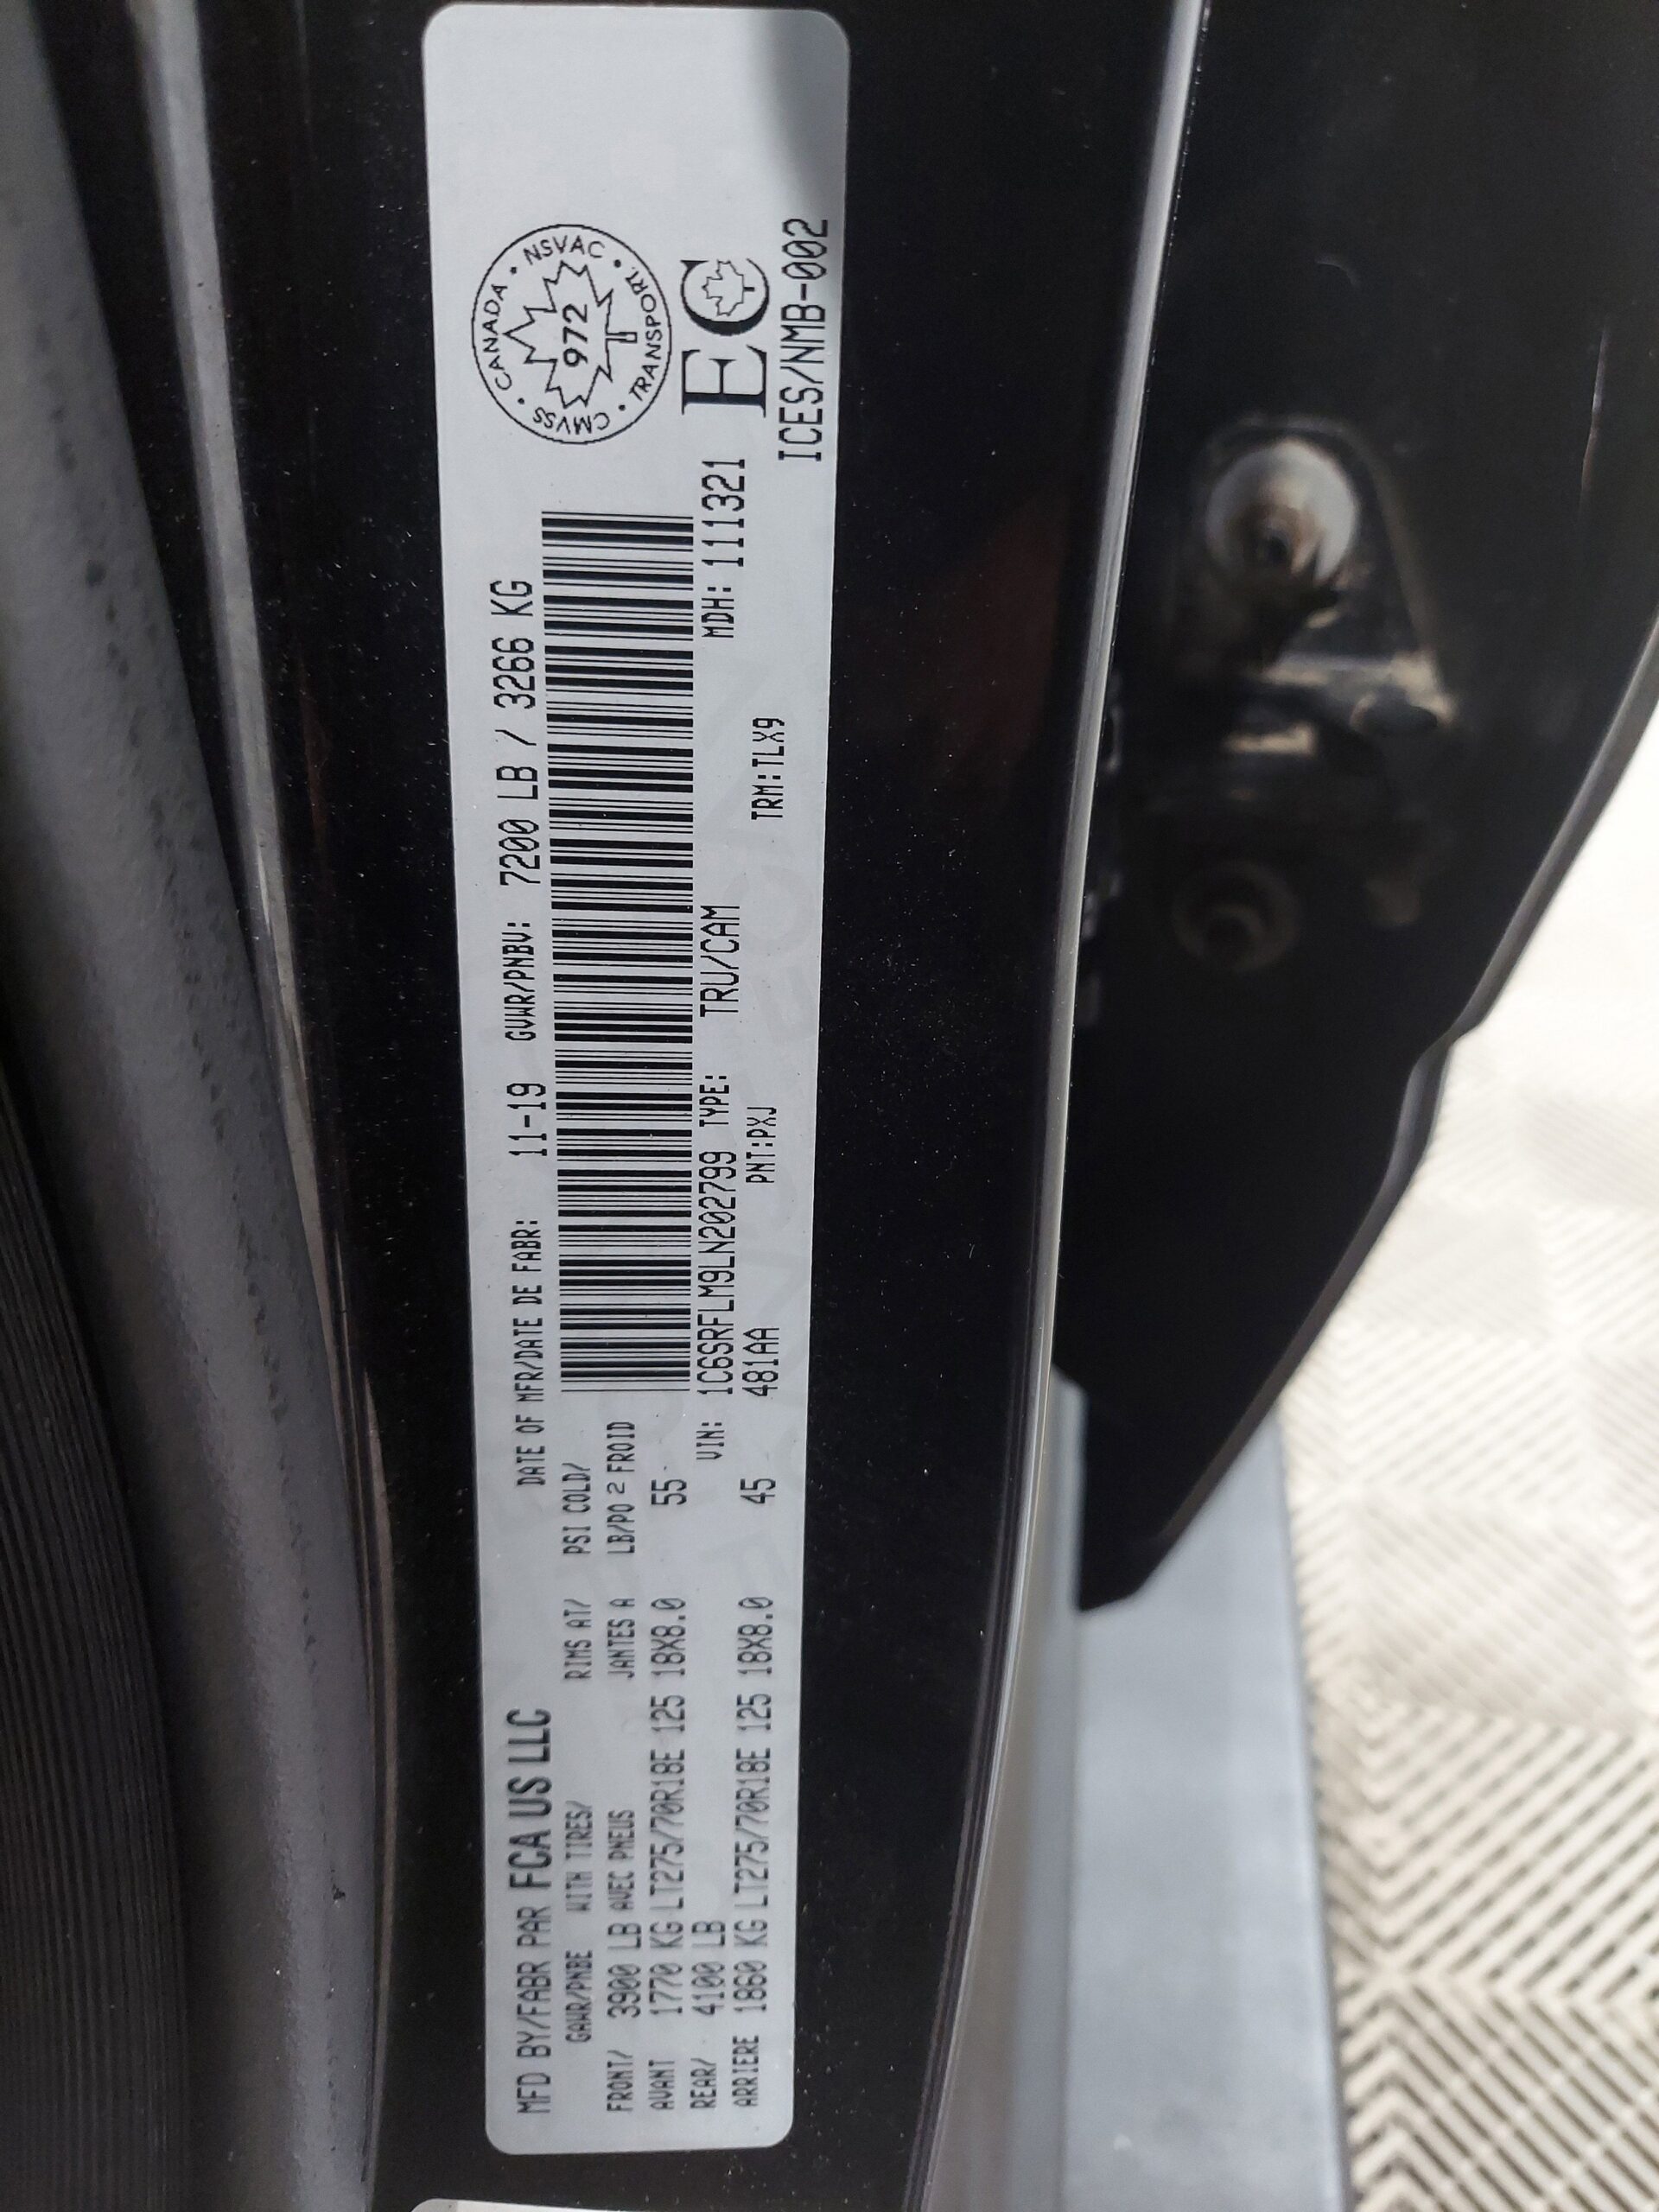 MFD BY/FABR PAR FCA US LLC
DATE OF MFR/DATE DE FABR: 11-19 GVWR/PNBV: 7200 LB / 3266 KG
GAWR/PNBE WITH TIRES/ RIMS AT/ PSI COLD/
FRONT/ 3900 LB AVEC PNEUS JANTES A LB/PO 2 FROID
AVANT 1770 KG LT275/70R18E 125 18X8.0 55
REAR/ 4100 LB
ARRIERE 1860 KG LT275/70R18E 125 18X8.0 45
VIN: 1C6SRFLM9LN202799 TYPE: TRU/CAM MDH: 111321
481AA PNT:PXJ TRM:TLX9
CANADA • NSVAC • TRANSPORT • CMVSS •
972
EC
ICES/NMB-002